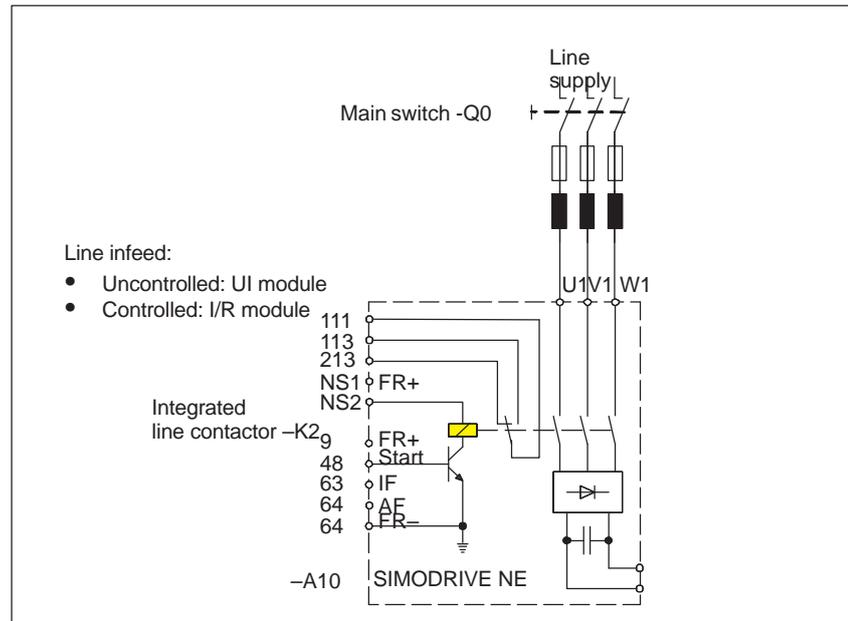 Line
supply
Main switch -Q0
Line infeed:
• Uncontrolled: UI module
• Controlled: I/R module
U1 V1 W1
111
113
213
NS1 FR+
NS2
Integrated
line contactor –K2
9 FR+
48 Start
63 IF
64 AF
64 FR–
–A10 SIMODRIVE NE